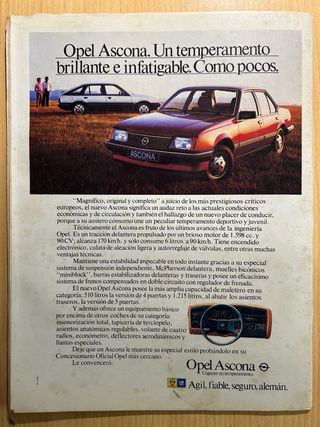 Opel Ascona. Un temperamento
brillante e infatigable. Como pocos.
ASCONA
"Magnífico, original y completo" a juicio de los más prestigiosos críticos
europeos, el nuevo Ascona significa un audaz reto a las actuales condiciones
económicas y de circulación y también el hallazgo de un nuevo placer de conducir,
porque a su austero consumo une un peculiar temperamento deportivo y juvenil.
Técnicamente el Ascona es fruto de los últimos avances de la ingeniería
Opel. Es un tracción delantera propulsado por un brioso motor de 1.598 c.c. y
90 CV; alcanza 170 km/h. y sólo consume 6 litros a 90 km/h. Tiene encendido
electrónico, culata de aleación ligera y autorreglaje de válvulas, entre otras muchas
ventajas técnicas.
Mantiene una estabilidad impecable en todo instante gracias a su especial
sistema de suspensión independiente, McPherson delantera, muelles bicónicos
"miniblock", barras estabilizadoras delanteras y traseras y posee un eficacísimo
sistema de frenos compensados en doble circuito con regulador de frenada.
El nuevo Opel Ascona posee la más amplia capacidad de maletero en su
categoría: 510 litros la versión de 4 puertas y 1.215 litros, al abatir los asientos
traseros, la versión de 5 puertas.
Y además ofrece un equipamiento básico
por encima de otros coches de su categoría:
insonorización total, tapicería de terciopelo,
asientos anatómicos regulables, volante de cuatro
radios, económetro, deflectores aerodinámicos y
llantas especiales.
Deje que un Ascona le muestre su especial estilo probándolo en su
Concesionario Oficial Opel más cercano.
Le convencerá.
Opel Ascona
Gigante en temperamento.
GM
Ágil, fiable, seguro, alemán.